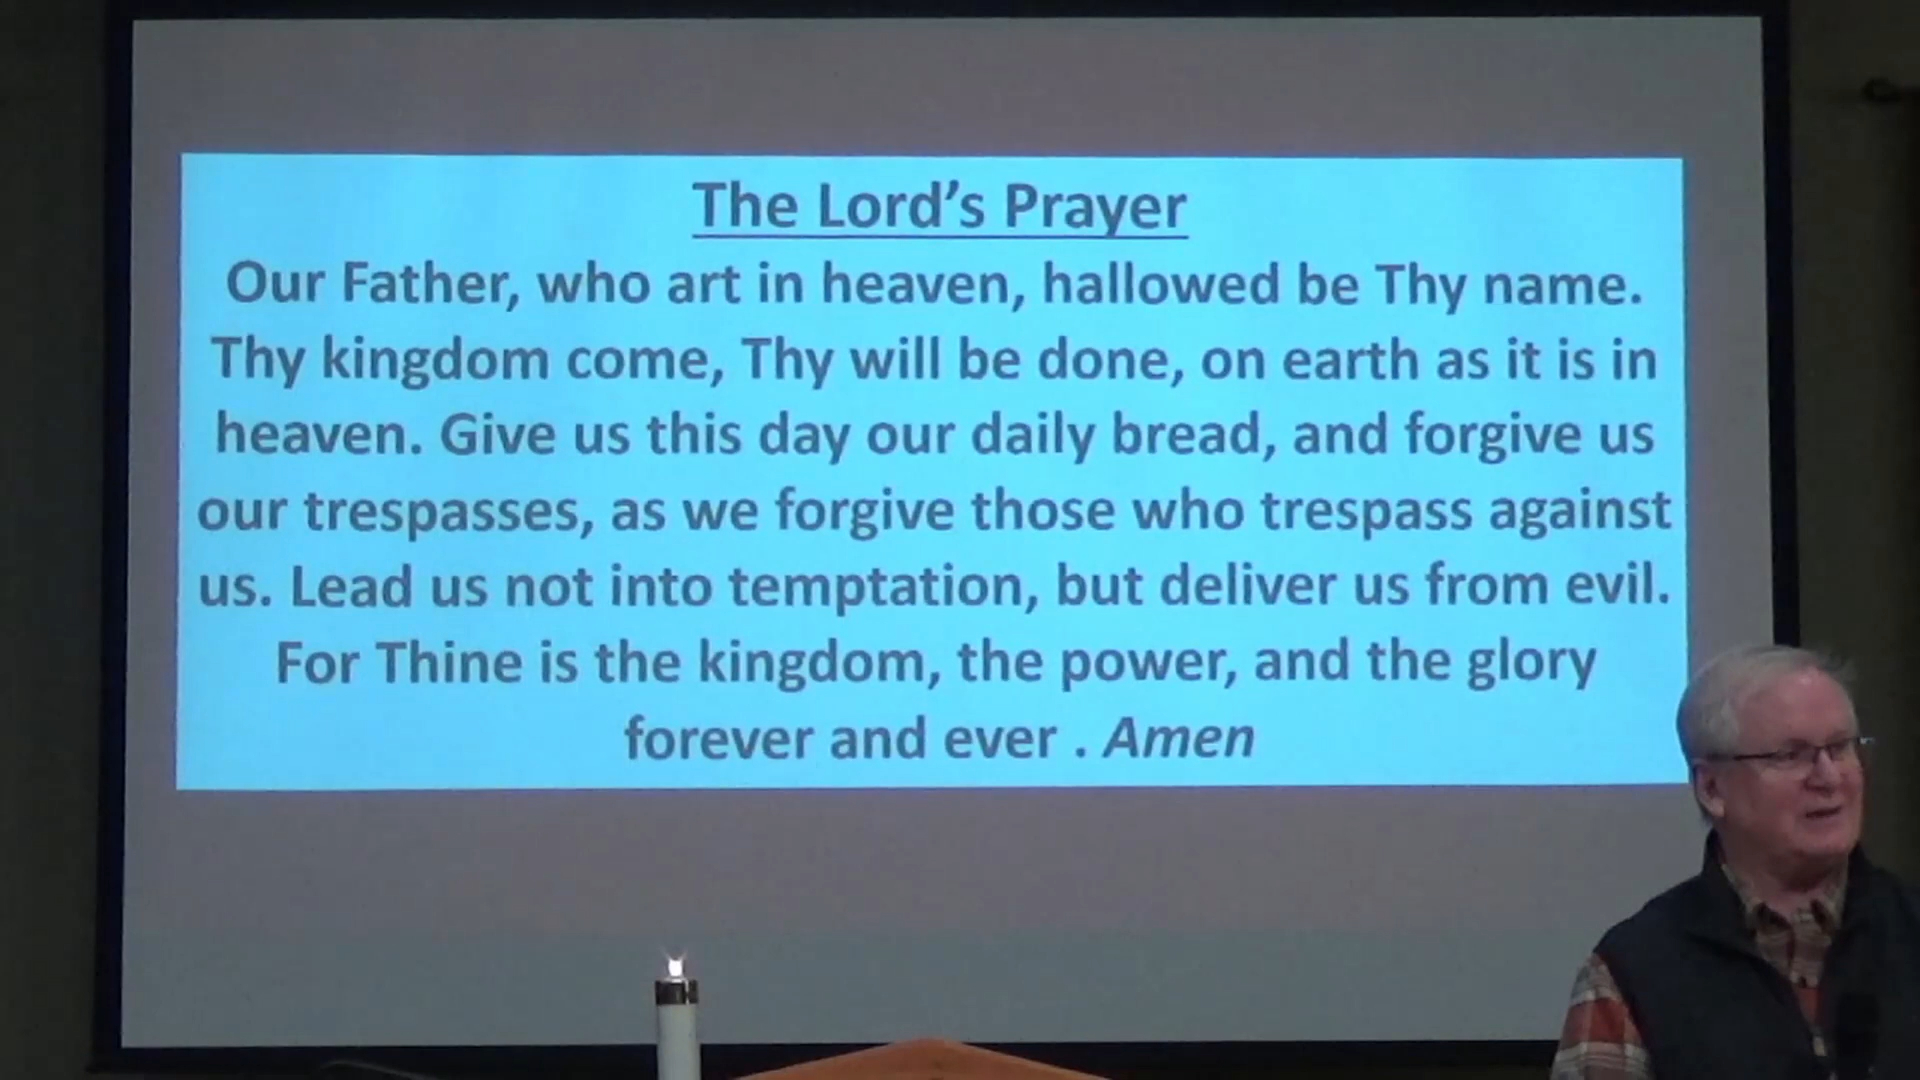 The Lord's Prayer
Our Father, who art in heaven, hallowed be Thy name.
Thy kingdom come, Thy will be done, on earth as it is in
heaven. Give us this day our daily bread, and forgive us
our trespasses, as we forgive those who trespass against
us. Lead us not into temptation, but deliver us from evil.
For Thine is the kingdom, the power, and the glory
forever and ever . Amen